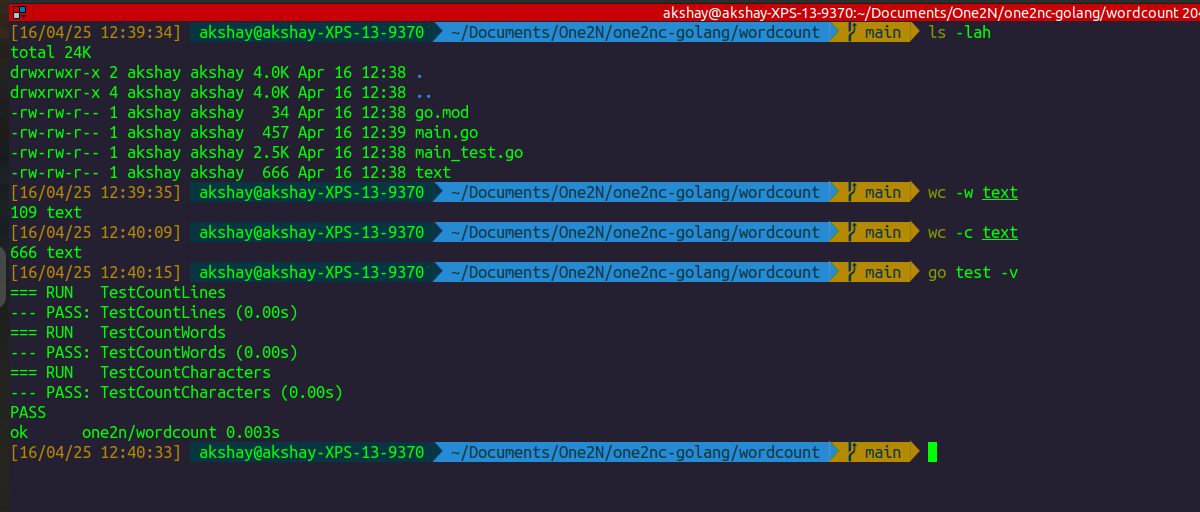 akshay@akshay-XPS-13-9370:~/Documents/One2N/one2nc-golang/wordcount 204
[16/04/25 12:39:34] akshay@akshay-XPS-13-9370 ~/Documents/One2N/one2nc-golang/wordcount main ls -lah
total 24K
drwxrwxr-x 2 akshay akshay 4.0K Apr 16 12:38 .
drwxrwxr-x 4 akshay akshay 4.0K Apr 16 12:38 ..
-rw-rw-r-- 1 akshay akshay   34 Apr 16 12:38 go.mod
-rw-rw-r-- 1 akshay akshay  457 Apr 16 12:39 main.go
-rw-rw-r-- 1 akshay akshay 2.5K Apr 16 12:38 main_test.go
-rw-rw-r-- 1 akshay akshay  666 Apr 16 12:38 text
[16/04/25 12:39:35] akshay@akshay-XPS-13-9370 ~/Documents/One2N/one2nc-golang/wordcount main wc -w text
109 text
[16/04/25 12:40:09] akshay@akshay-XPS-13-9370 ~/Documents/One2N/one2nc-golang/wordcount main wc -c text
666 text
[16/04/25 12:40:15] akshay@akshay-XPS-13-9370 ~/Documents/One2N/one2nc-golang/wordcount main go test -v
=== RUN   TestCountLines
--- PASS: TestCountLines (0.00s)
=== RUN   TestCountWords
--- PASS: TestCountWords (0.00s)
=== RUN   TestCountCharacters
--- PASS: TestCountCharacters (0.00s)
PASS
ok      one2n/wordcount 0.003s
[16/04/25 12:40:33] akshay@akshay-XPS-13-9370 ~/Documents/One2N/one2nc-golang/wordcount main